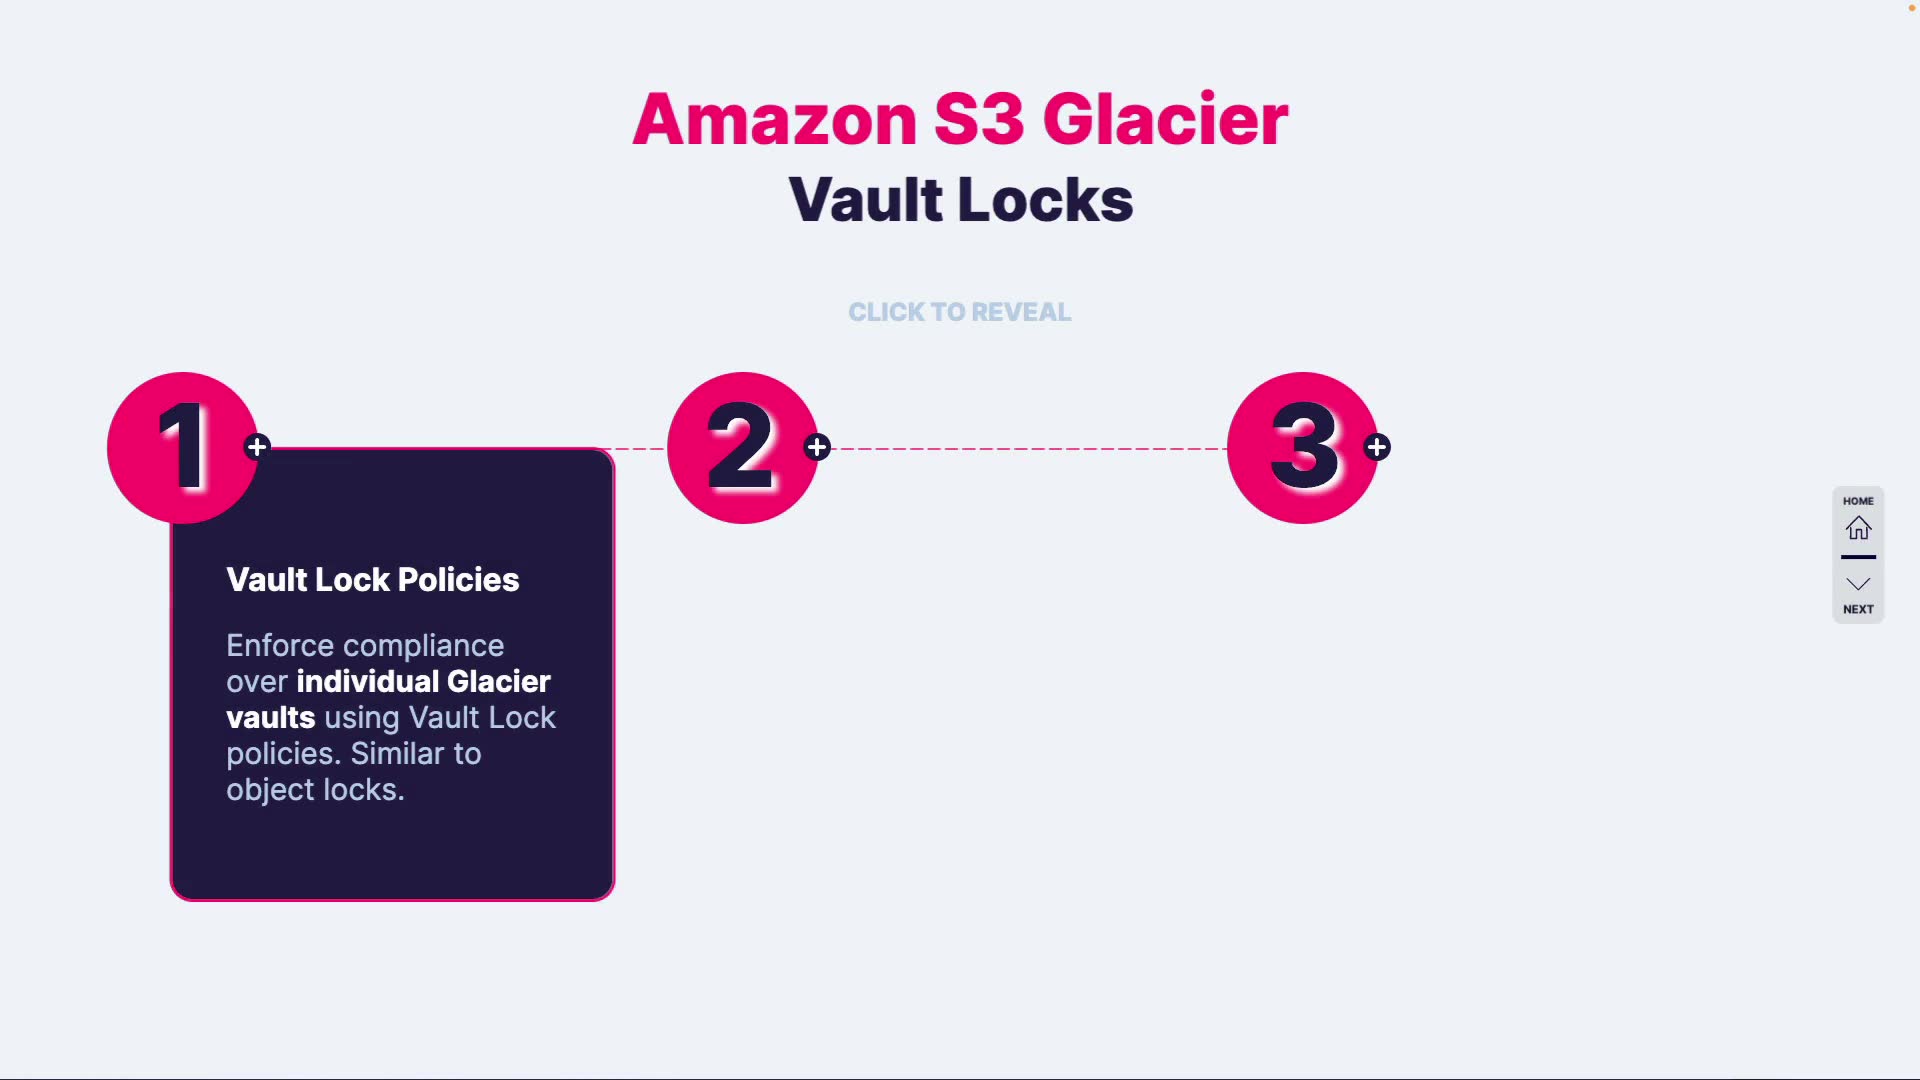 Amazon S3 Glacier
Vault Locks
CLICK TO REVEAL
1
2
3
Vault Lock Policies
Enforce compliance
over individual Glacier
vaults using Vault Lock
policies. Similar to
object locks.
HOME
NEXT